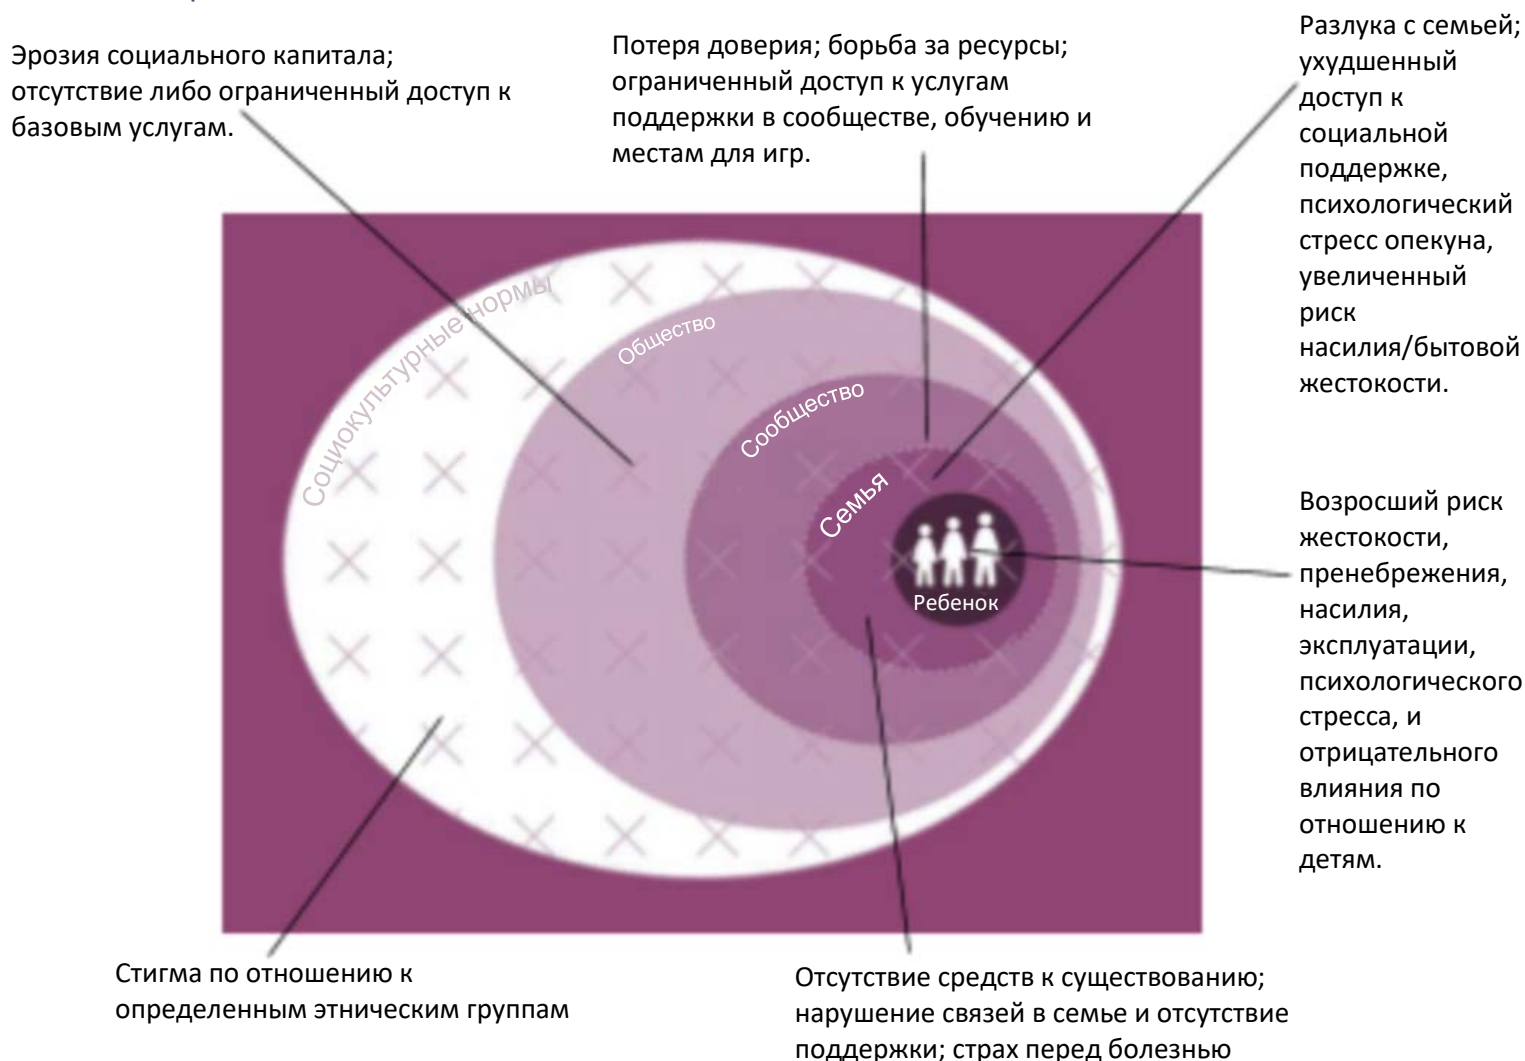 Эрозия социального капитала;
отсутствие либо ограниченный доступ к
базовым услугам.
Потеря доверия; борьба за ресурсы;
ограниченный доступ к услугам
поддержки в сообществе, обучению и
местам для игр.
Разлука с семьей;
ухудшенный
доступ к
социальной
поддержке,
психологический
стресс опекуна,
увеличенный
риск
насилия/бытовой
жестокости.
Социокультурные нормы
Общество
Сообщество
Семья
Ребенок
Возросший риск
жестокости,
пренебрежения,
насилия,
эксплуатации,
психологического
стресса, и
отрицательного
влияния по
отношению к
детям.
Стигма по отношению к
определенным этническим группам
Отсутствие средств к существованию;
нарушение связей в семье и отсутствие
поддержки; страх перед болезнью